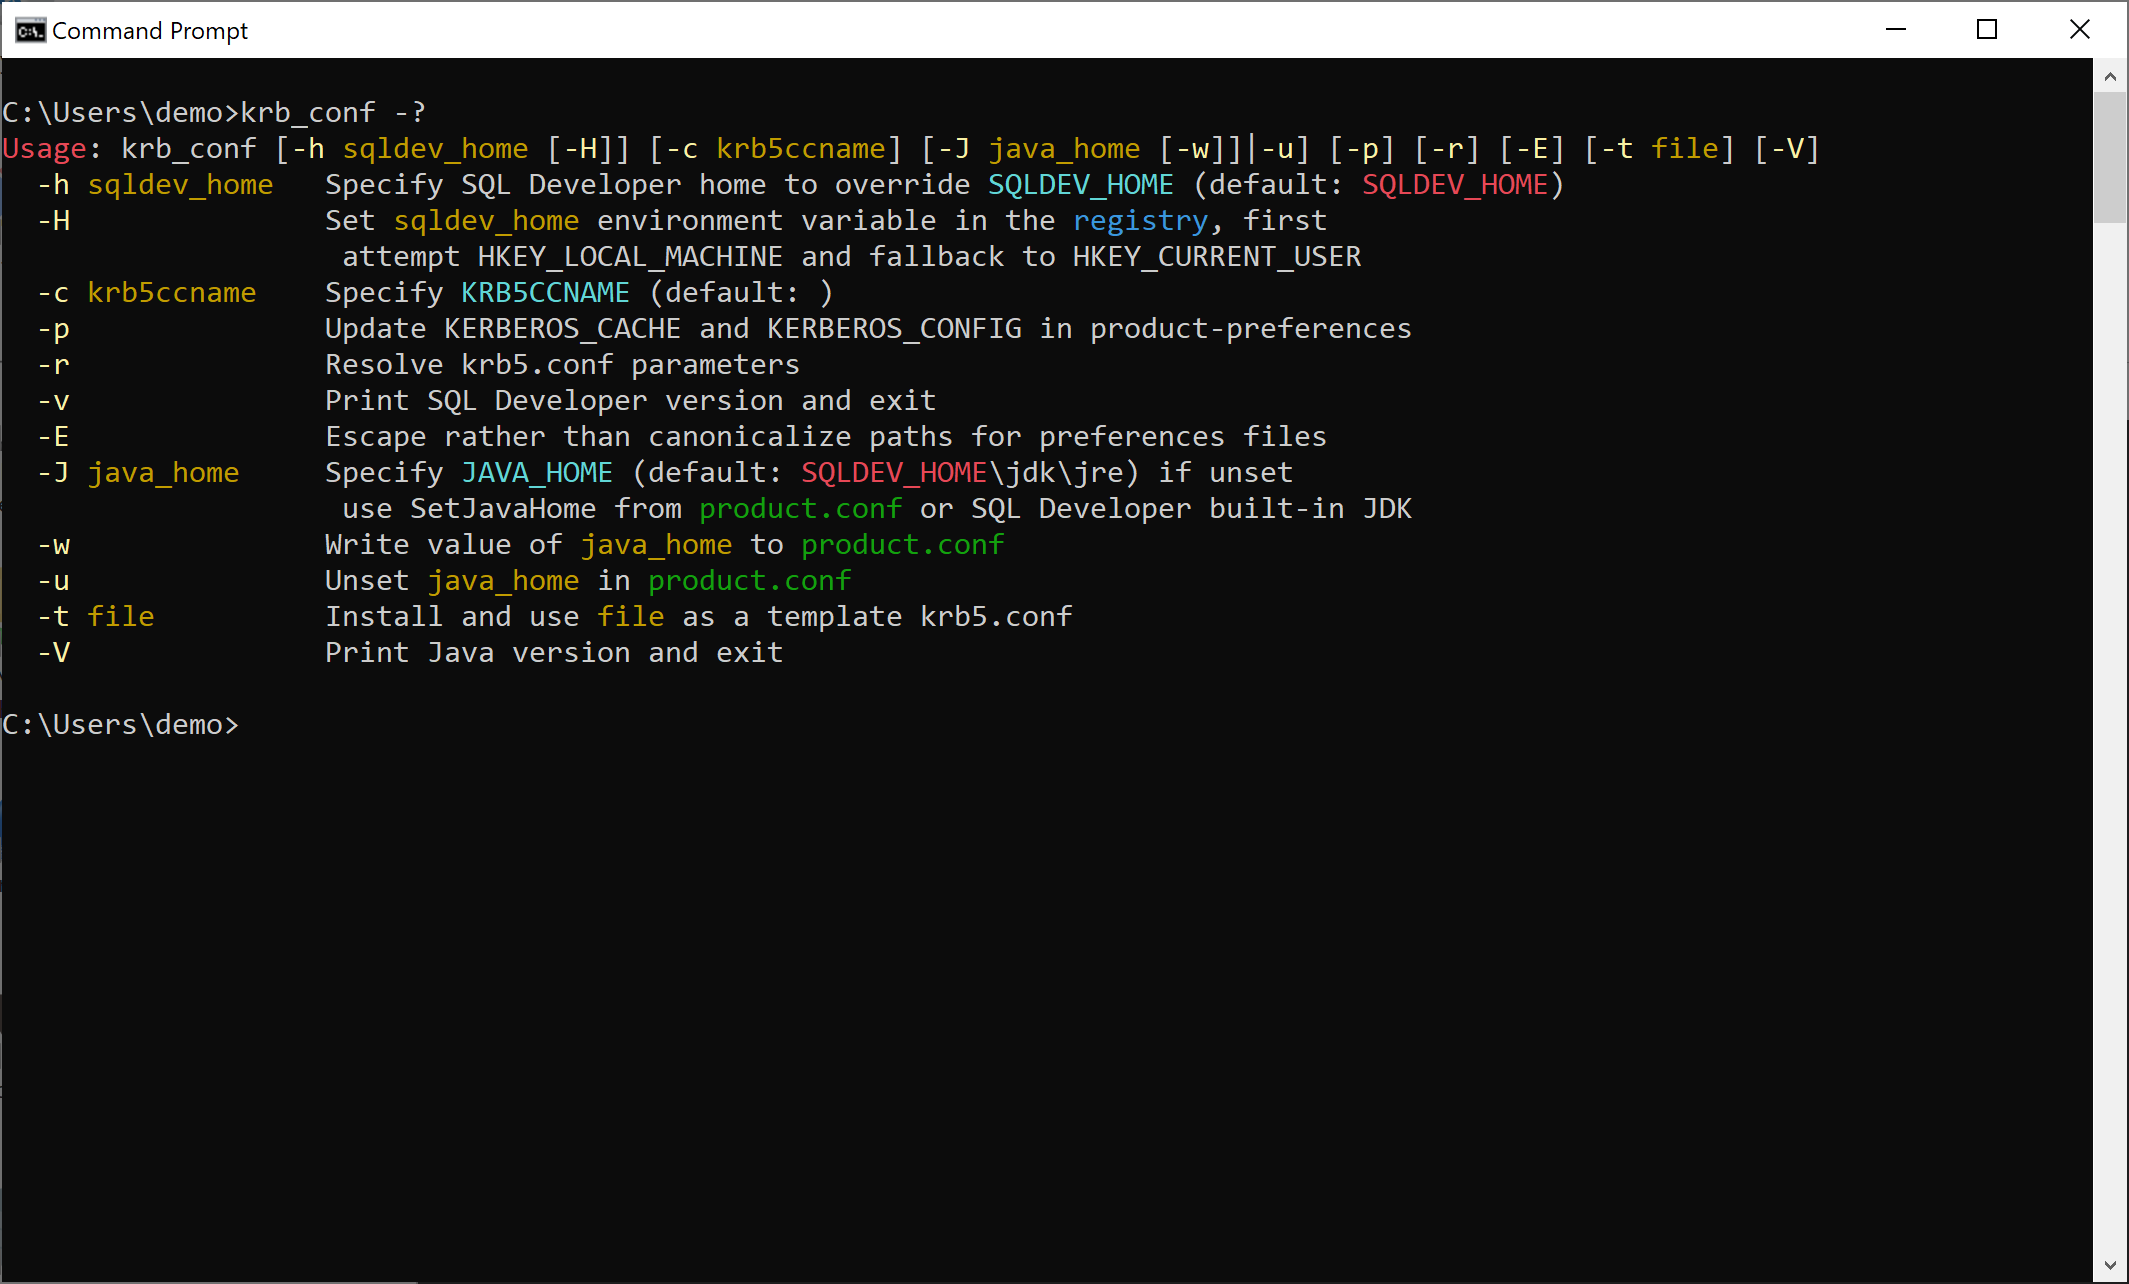 Command Prompt
C:\Users\demo>krb_conf -?
Usage: krb_conf [-h sqldev_home [-H]] [-c krb5ccname] [-J java_home [-w]]|-u] [-p] [-r] [-E] [-t file] [-V]
  -h sqldev_home   Specify SQL Developer home to override SQLDEV_HOME (default: SQLDEV_HOME)
  -H               Set sqldev_home environment variable in the registry, first
                    attempt HKEY_LOCAL_MACHINE and fallback to HKEY_CURRENT_USER
  -c krb5ccname    Specify KRB5CCNAME (default: )
  -p               Update KERBEROS_CACHE and KERBEROS_CONFIG in product-preferences
  -r               Resolve krb5.conf parameters
  -v               Print SQL Developer version and exit
  -E               Escape rather than canonicalize paths for preferences files
  -J java_home     Specify JAVA_HOME (default: SQLDEV_HOME\jdk\jre) if unset
                    use SetJavaHome from product.conf or SQL Developer built-in JDK
  -w               Write value of java_home to product.conf
  -u               Unset java_home in product.conf
  -t file          Install and use file as a template krb5.conf
  -V               Print Java version and exit
C:\Users\demo>